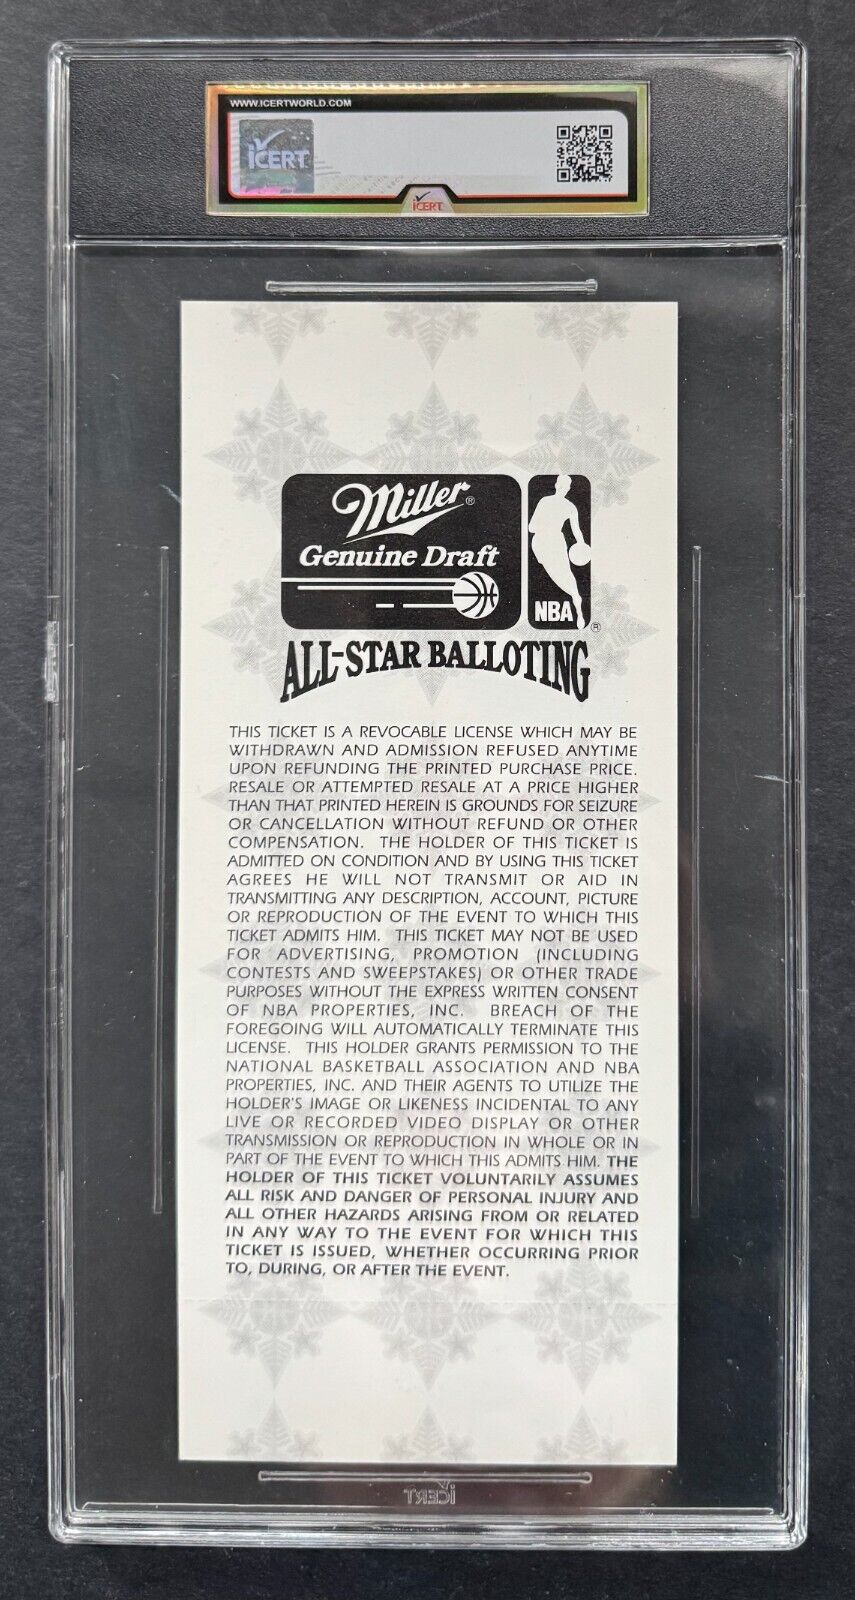 WWW.ICERTWORLD.COM
iCERT
iCERT
Miller®
Genuine Draft
NBA®
ALL-STAR BALLOTING
THIS TICKET IS A REVOCABLE LICENSE WHICH MAY BE
WITHDRAWN AND ADMISSION REFUSED ANYTIME
UPON REFUNDING THE PRINTED PURCHASE PRICE.
RESALE OR ATTEMPTED RESALE AT A PRICE HIGHER
THAN THAT PRINTED HEREIN IS GROUNDS FOR SEIZURE
OR CANCELLATION WITHOUT REFUND OR OTHER
COMPENSATION. THE HOLDER OF THIS TICKET IS
ADMITTED ON CONDITION AND BY USING THIS TICKET
AGREES HE WILL NOT TRANSMIT OR AID IN
TRANSMITTING ANY DESCRIPTION, ACCOUNT, PICTURE
OR REPRODUCTION OF THE EVENT TO WHICH THIS
TICKET ADMITS HIM. THIS TICKET MAY NOT BE USED
FOR ADVERTISING, PROMOTION (INCLUDING
CONTESTS AND SWEEPSTAKES) OR OTHER TRADE
PURPOSES WITHOUT THE EXPRESS WRITTEN CONSENT
OF NBA PROPERTIES, INC. BREACH OF THE
FOREGOING WILL AUTOMATICALLY TERMINATE THIS
LICENSE. THIS HOLDER GRANTS PERMISSION TO THE
NATIONAL BASKETBALL ASSOCIATION AND NBA
PROPERTIES, INC. AND THEIR AGENTS TO UTILIZE THE
HOLDER'S IMAGE OR LIKENESS INCIDENTAL TO ANY
LIVE OR RECORDED VIDEO DISPLAY OR OTHER
TRANSMISSION OR REPRODUCTION IN WHOLE OR IN
PART OF THE EVENT TO WHICH THIS ADMITS HIM. THE
HOLDER OF THIS TICKET VOLUNTARILY ASSUMES
ALL RISK AND DANGER OF PERSONAL INJURY AND
ALL OTHER HAZARDS ARISING FROM OR RELATED
IN ANY WAY TO THE EVENT FOR WHICH THIS
TICKET IS ISSUED, WHETHER OCCURRING PRIOR
TO, DURING, OR AFTER THE EVENT.
iCERT